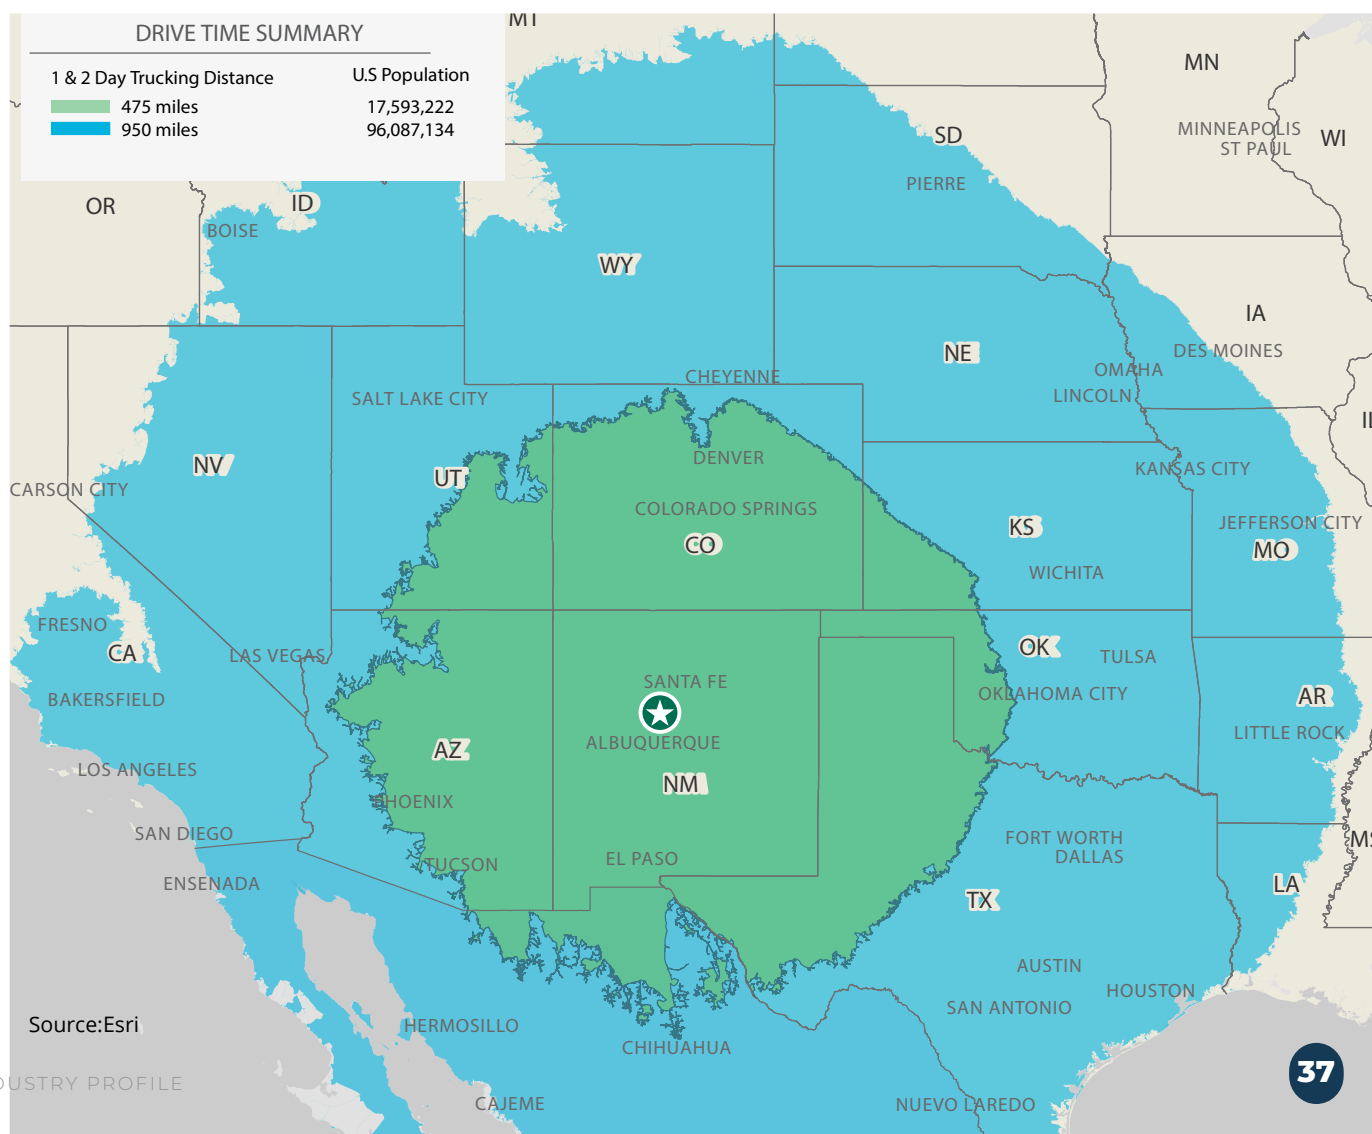 DRIVE TIME SUMMARY
1 & 2 Day Trucking Distance U.S Population
475 miles 17,593,222
950 miles 96,087,134
MT
MN
SD
MINNEAPOLIS
ST PAUL
WI
PIERRE
OR
ID
BOISE
WY
IA
NE
DES MOINES
OMAHA
LINCOLN
CHEYENNE
SALT LAKE CITY
DENVER
NV
UT
KANSAS CITY
CARSON CITY
COLORADO SPRINGS
CO
KS
JEFFERSON CITY
MO
WICHITA
FRESNO
CA
LAS VEGAS
OK
TULSA
SANTA FE
OKLAHOMA CITY
AR
BAKERSFIELD
LITTLE ROCK
ALBUQUERQUE
AZ
NM
LOS ANGELES
PHOENIX
SAN DIEGO
FORT WORTH
DALLAS
EL PASO
TUCSON
ENSENADA
TX
LA
AUSTIN
HOUSTON
SAN ANTONIO
HERMOSILLO
CHIHUAHUA
Source:Esri
CAJEME
NUEVO LAREDO
37
DUSTRY PROFILE